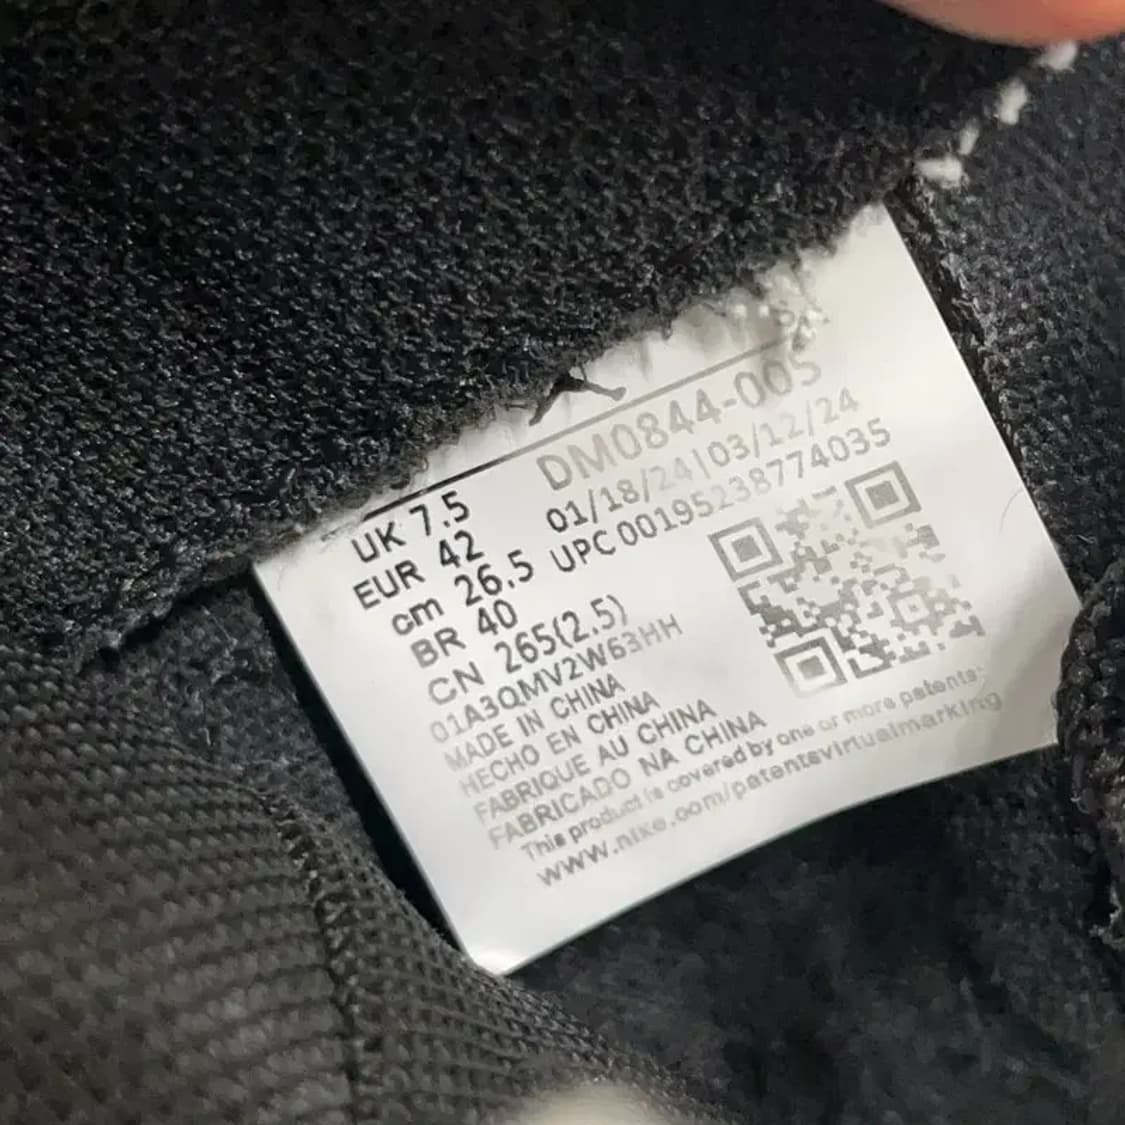 DM0844-005
UK 7.5
01/18/24|03/12/24
EUR 42
UPC 00195238774035
cm 26.5
BR 40
CN 265(2.5)
01A3QMV2W63HH
MADE IN CHINA
HECHO EN CHINA
FABRIQUE AU CHINA
FABRICADO NA CHINA
This product is covered by one or more patents
www.nike.com/patentsvirtualmarking